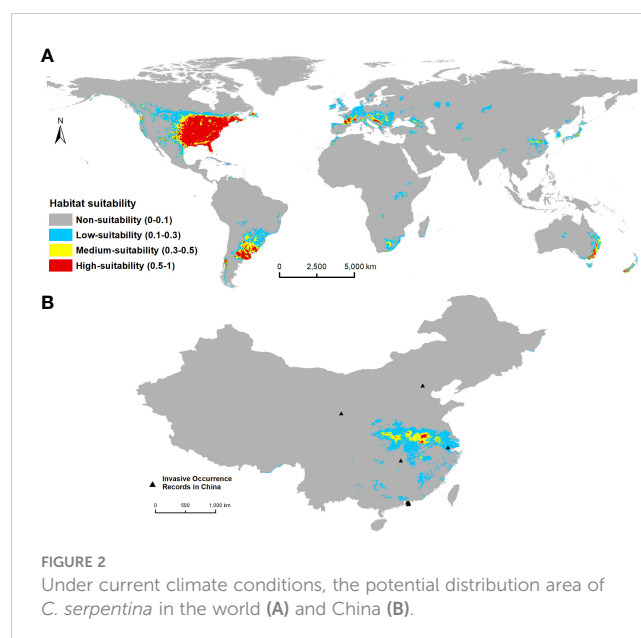 A
N
Habitat suitability
Non-suitability (0-0.1)
Low-suitability (0.1-0.3)
Medium-suitability (0.3-0.5)
High-suitability (0.5-1)
0 2,500 5,000 km
B
Invasive Occurrence
Records in China
0 500 1,000 km
FIGURE 2
Under current climate conditions, the potential distribution area of
C. serpentina in the world (A) and China (B).